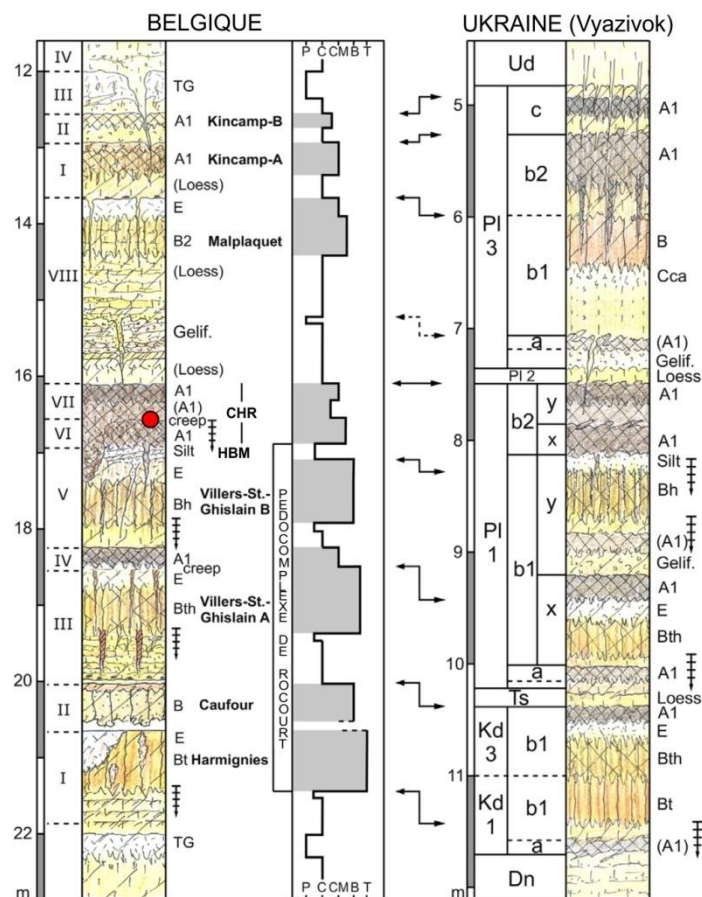 BELGIQUE
UKRAINE (Vyazivok)
P C C M B T
12
14
16
18
20
22
m
IV
III
II
I
VIII
VII
VI
V
IV
III
II
I
TG
A1 Kincamp-B
A1 Kincamp-A
(Loess)
E
B2 Malplaquet
(Loess)
Gelif.
(Loess)
A1
(A1)
CHR
creep
A1
Silt
HBM
E
Bh Villers-St.-
Ghislain B
A1
creep
E
Villers-St.-
Bth
Ghislain A
B Caufour
E
Bt Harmignies
TG
PEDOCOMPLEXE DE ROCOURT
P C C M B T
5
6
7
8
9
10
11
m
Ud
Pl
3
c
b2
b1
a
Pl 2
Pl
1
b2
y
x
b1
y
x
a
Ts
Kd
3
b1
Kd
1
b1
a
Dn
A1
A1
B
Cca
(A1)
Gelif.
Loess
A1
A1
Silt
Bh
(A1)
Gelif.
A1
E
Bth
A1
Loess
A1
E
Bth
Bt
(A1)